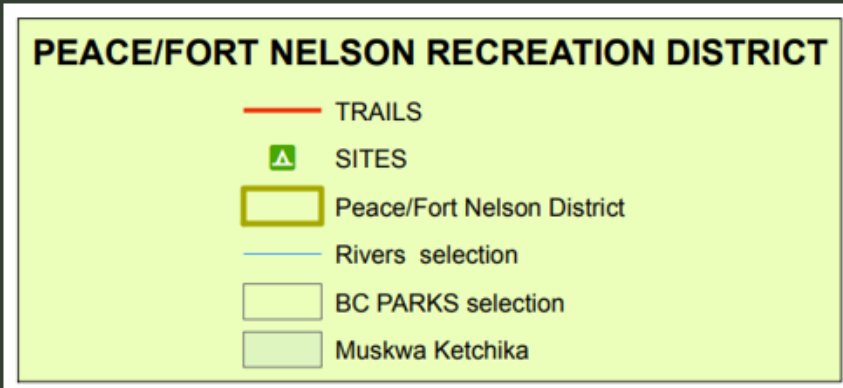 PEACE/FORT NELSON RECREATION DISTRICT
TRAILS
SITES
Peace/Fort Nelson District
Rivers selection
BC PARKS selection
Muskwa Ketchika